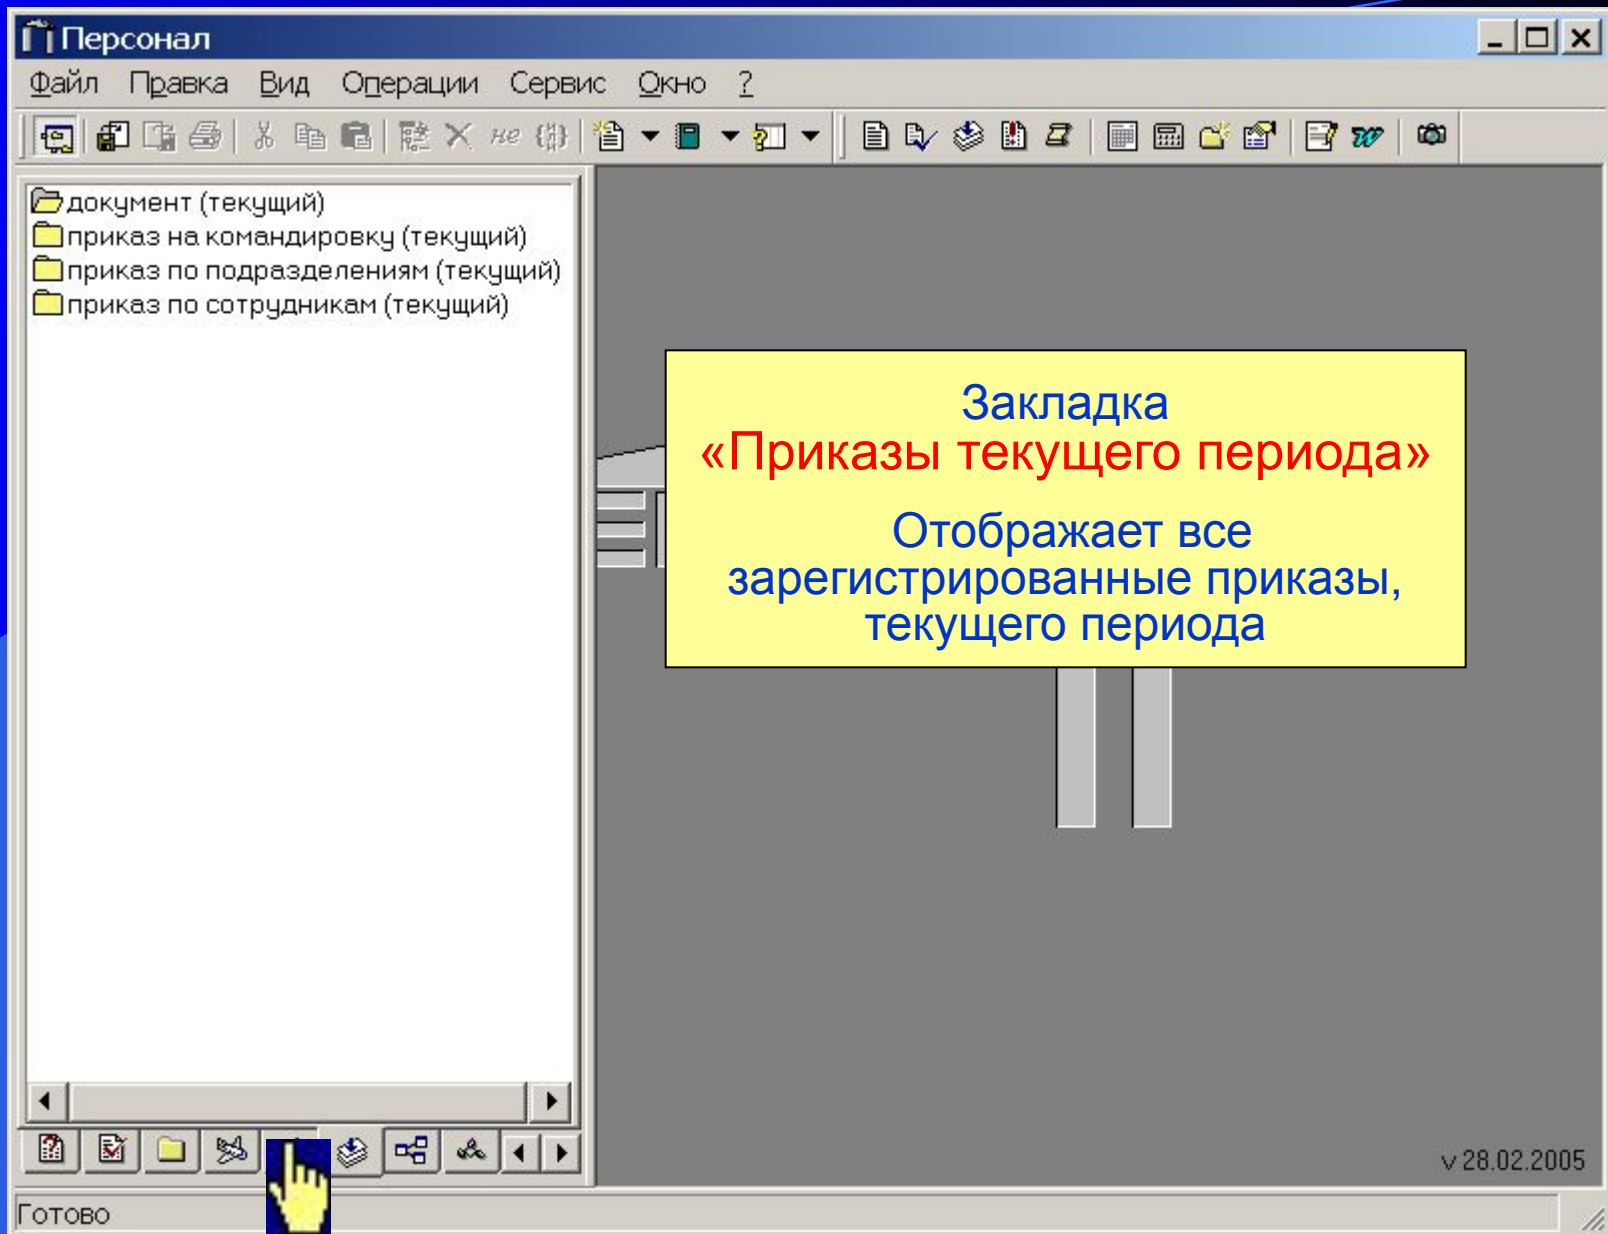 Персонал
Файл Правка Вид Операции Сервис Окно ?
не {}
документ (текущий)
приказ на командировку (текущий)
приказ по подразделениям (текущий)
приказ по сотрудникам (текущий)
Закладка
«Приказы текущего периода»
Отображает все
зарегистрированные приказы,
текущего периода
v 28.02.2005
Готово